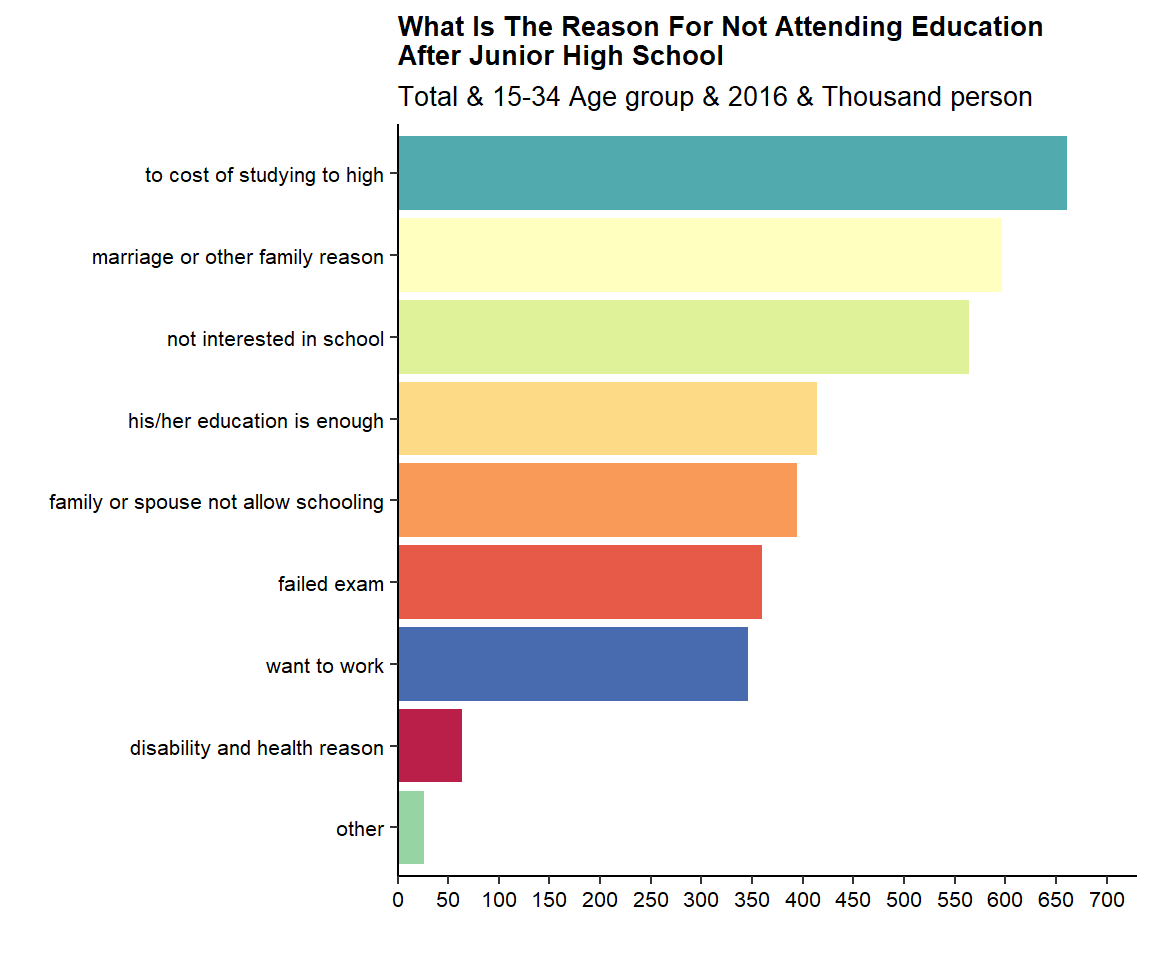 What Is The Reason For Not Attending Education
After Junior High School
Total & 15-34 Age group & 2016 & Thousand person
to cost of studying to high
marriage or other family reason
not interested in school
his/her education is enough
family or spouse not allow schooling
failed exam
want to work
disability and health reason
other
0 50 100 150 200 250 300 350 400 450 500 550 600 650 700